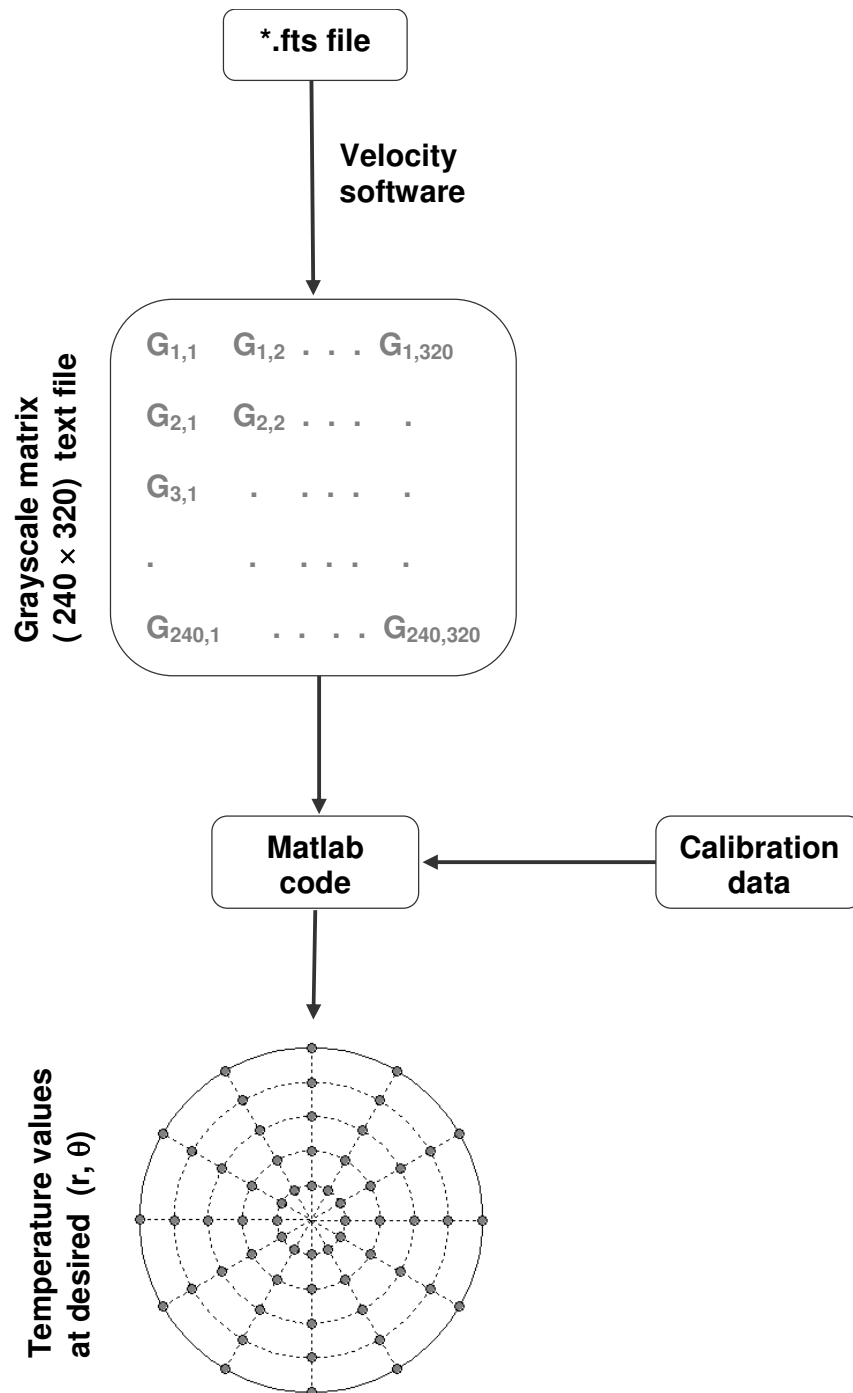 *.fts file
Velocity
software
Grayscale matrix
( 240 × 320) text file
G1,1 G1,2 . . . G1,320
G2,1 G2,2 . . . .
G3,1 . . . . .
. . . . . .
G240,1 . . . . G240,320
Matlab
code
Calibration
data
Temperature values
at desired (r, θ)